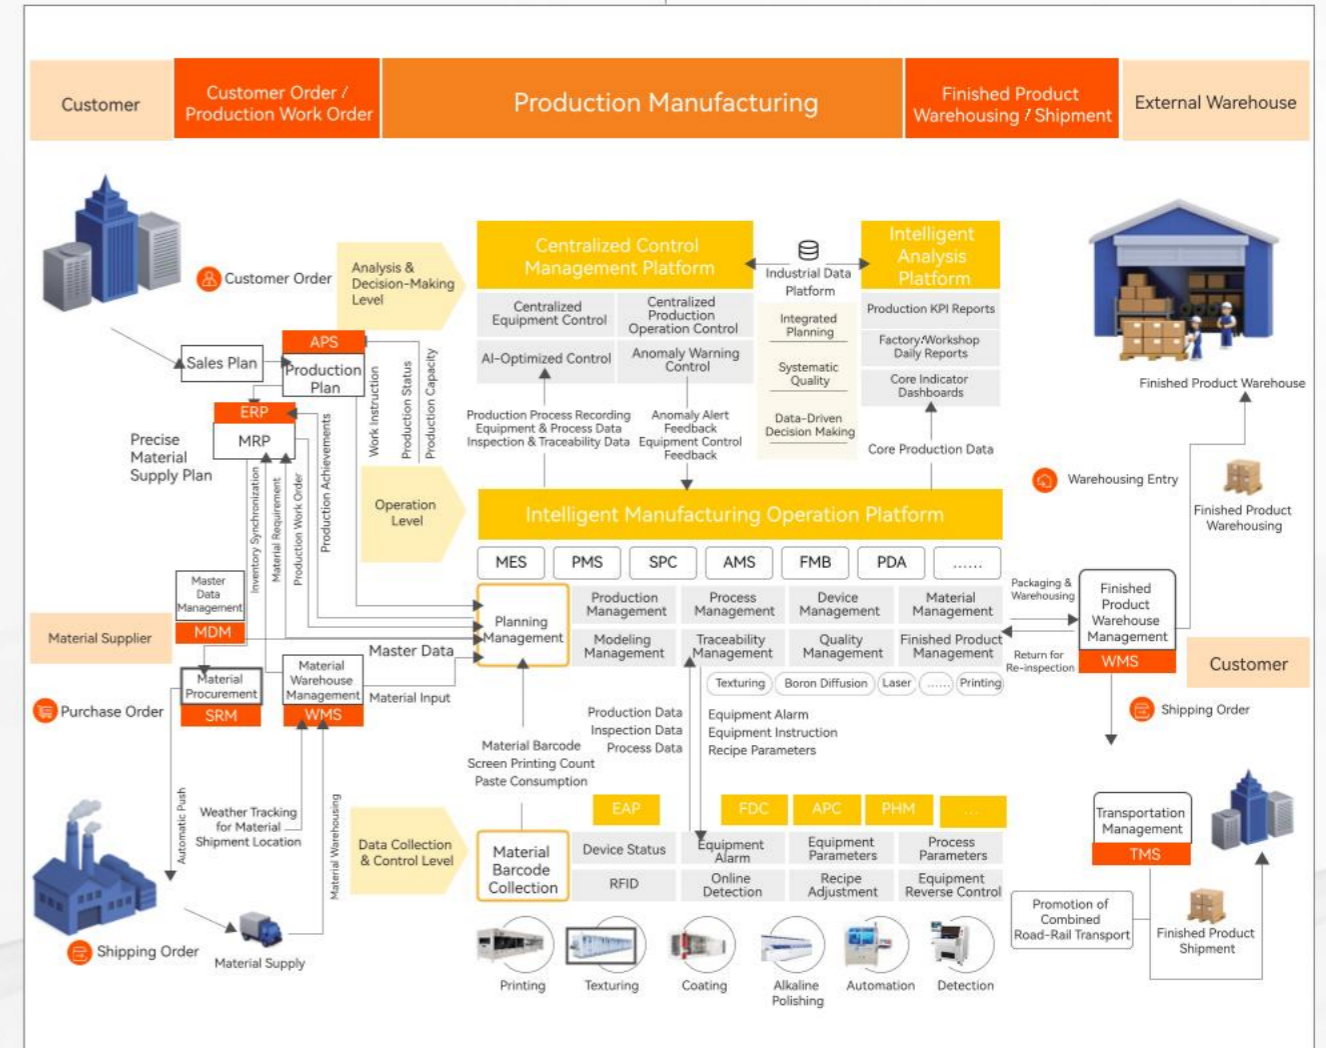 Customer
Customer Order /
Production Work Order
Production Manufacturing
Finished Product
Warehousing / Shipment
External Warehouse
Customer Order
Analysis &
Decision-Making
Level
Centralized Control
Management Platform
Industrial Data
Platform
Intelligent
Analysis
Platform
Centralized
Equipment Control
Centralized
Production
Operation Control
AI-Optimized Control
Anomaly Warning
Control
Integrated
Planning
Systematic
Quality
Data-Driven
Decision Making
Production KPI Reports
Factory/Workshop
Daily Reports
Core Indicator
Dashboards
Sales Plan
APS
Production
Plan
ERP
MRP
Precise
Material
Supply Plan
Work Instruction
Production Status
Production Capacity
Production Process Recording
Equipment & Process Data
Inspection & Traceability Data
Anomaly Alert
Feedback
Equipment Control
Feedback
Core Production Data
Finished Product Warehouse
Warehousing Entry
Finished Product
Warehousing
Inventory Synchronization
Material Requirement
Production Work Order
Production Achievements
Operation
Level
Intelligent Manufacturing Operation Platform
MES
PMS
SPC
AMS
FMB
PDA
......
Master
Data
Management
MDM
Planning
Management
Production
Management
Process
Management
Device
Management
Material
Management
Modeling
Management
Traceability
Management
Quality
Management
Finished Product
Management
Texturing
Boron Diffusion
Laser
......
Printing
Packaging &
Warehousing
Return for
Re-inspection
Finished
Product
Warehouse
Management
WMS
Material Supplier
Customer
Master Data
Material
Procurement
SRM
Material
Warehouse
Management
WMS
Material Input
Purchase Order
Shipping Order
Production Data
Inspection Data
Process Data
Equipment Alarm
Equipment Instruction
Recipe Parameters
Material Barcode
Screen Printing Count
Paste Consumption
Automatic Push
Weather Tracking
for Material
Shipment Location
Material Warehousing
Data Collection
& Control Level
EAP
FDC
APC
PHM
...
Material
Barcode
Collection
Device Status
Equipment
Alarm
Equipment
Parameters
Process
Parameters
RFID
Online
Detection
Recipe
Adjustment
Equipment
Reverse Control
Transportation
Management
TMS
Promotion of
Combined
Road-Rail Transport
Finished Product
Shipment
Shipping Order
Material Supply
Printing
Texturing
Coating
Alkaline
Polishing
Automation
Detection